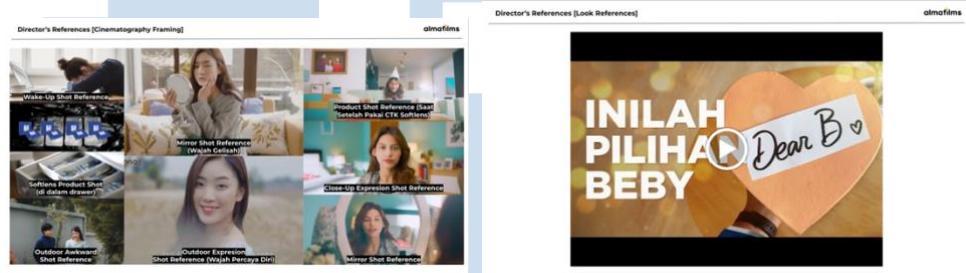 Director's References [Cinematography Framing]
almafilms
Wake-Up Shot Reference
Mirror Shot Reference
(Wajah Gelisah)
Product Shot Reference (Saat
Setelah Pakai CTK Softlens)
Softlens Product Shot
(di dalam drawer)
Close-Up Expresion Shot Reference
Outdoor Awkward
Shot Reference
Outdoor Expresion
Shot Reference (Wajah Percaya Diri)
Mirror Shot Reference
Director's References [Look References]
almafilms
INILAH
PILIHA
BEBY
Dear B